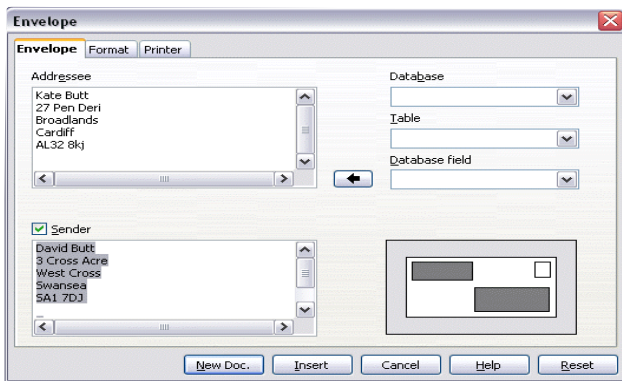 Envelope
Envelope Format Printer
Addressee
Kate Butt
27 Pen Deri
Broadlands
Cardiff
AL32 8kj
Database
Table
Database field
Sender
David Butt
3 Cross Acre
West Cross
Swansea
SA1 7DJ
New Doc. Insert Cancel Help Reset